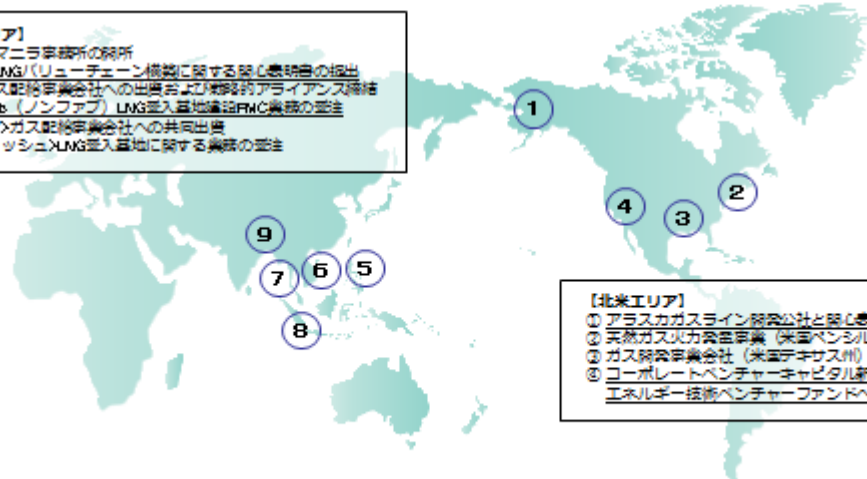 ア】
マニラ事務所の開所
LNGバリューチェーン構築に関する関心表明書の提出
ス配給事業会社への出資および戦略的アライアンス締結
（ノンファブ）LNG受入基地建設PMC業務の受注
>ガス配給事業会社への共同出資
ッシュ>LNG受入基地に関する業務の受注
1
2
4
3
9
7
6
5
8
【北米エリア】
① アラスカガスライン開発公社と関心表
② 天然ガス火力発電事業（米国ペンシル
③ ガス開発事業会社（米国テキサス州）
④ コーポレートベンチャーキャピタル新
エネルギー技術ベンチャーファンドへ